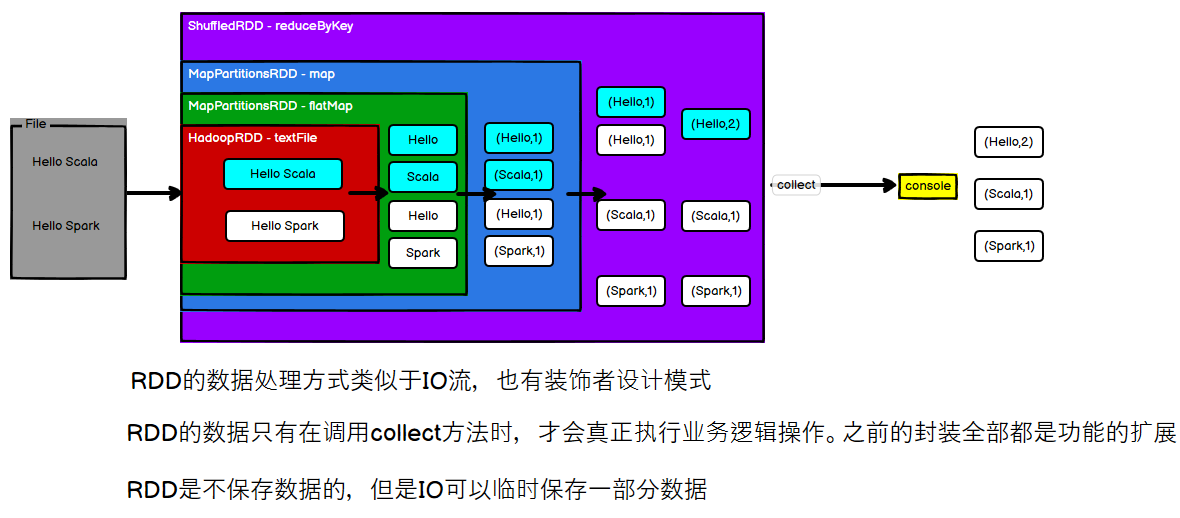 ShuffledRDD - reduceByKey
MapPartitionsRDD - map
MapPartitionsRDD - flatMap
HadoopRDD - textFile
File
Hello Scala
Hello Spark
Hello Scala
Hello Spark
Hello
Scala
Hello
Spark
(Hello,1)
(Scala,1)
(Hello,1)
(Spark,1)
(Hello,1)
(Hello,1)
(Hello,2)
(Scala,1)
(Scala,1)
(Spark,1)
(Spark,1)
collect
console
(Hello,2)
(Scala,1)
(Spark,1)
RDD的数据处理方式类似于IO流，也有装饰者设计模式
RDD的数据只有在调用collect方法时，才会真正执行业务逻辑操作。之前的封装全部都是功能的扩展
RDD是不保存数据的，但是IO可以临时保存一部分数据